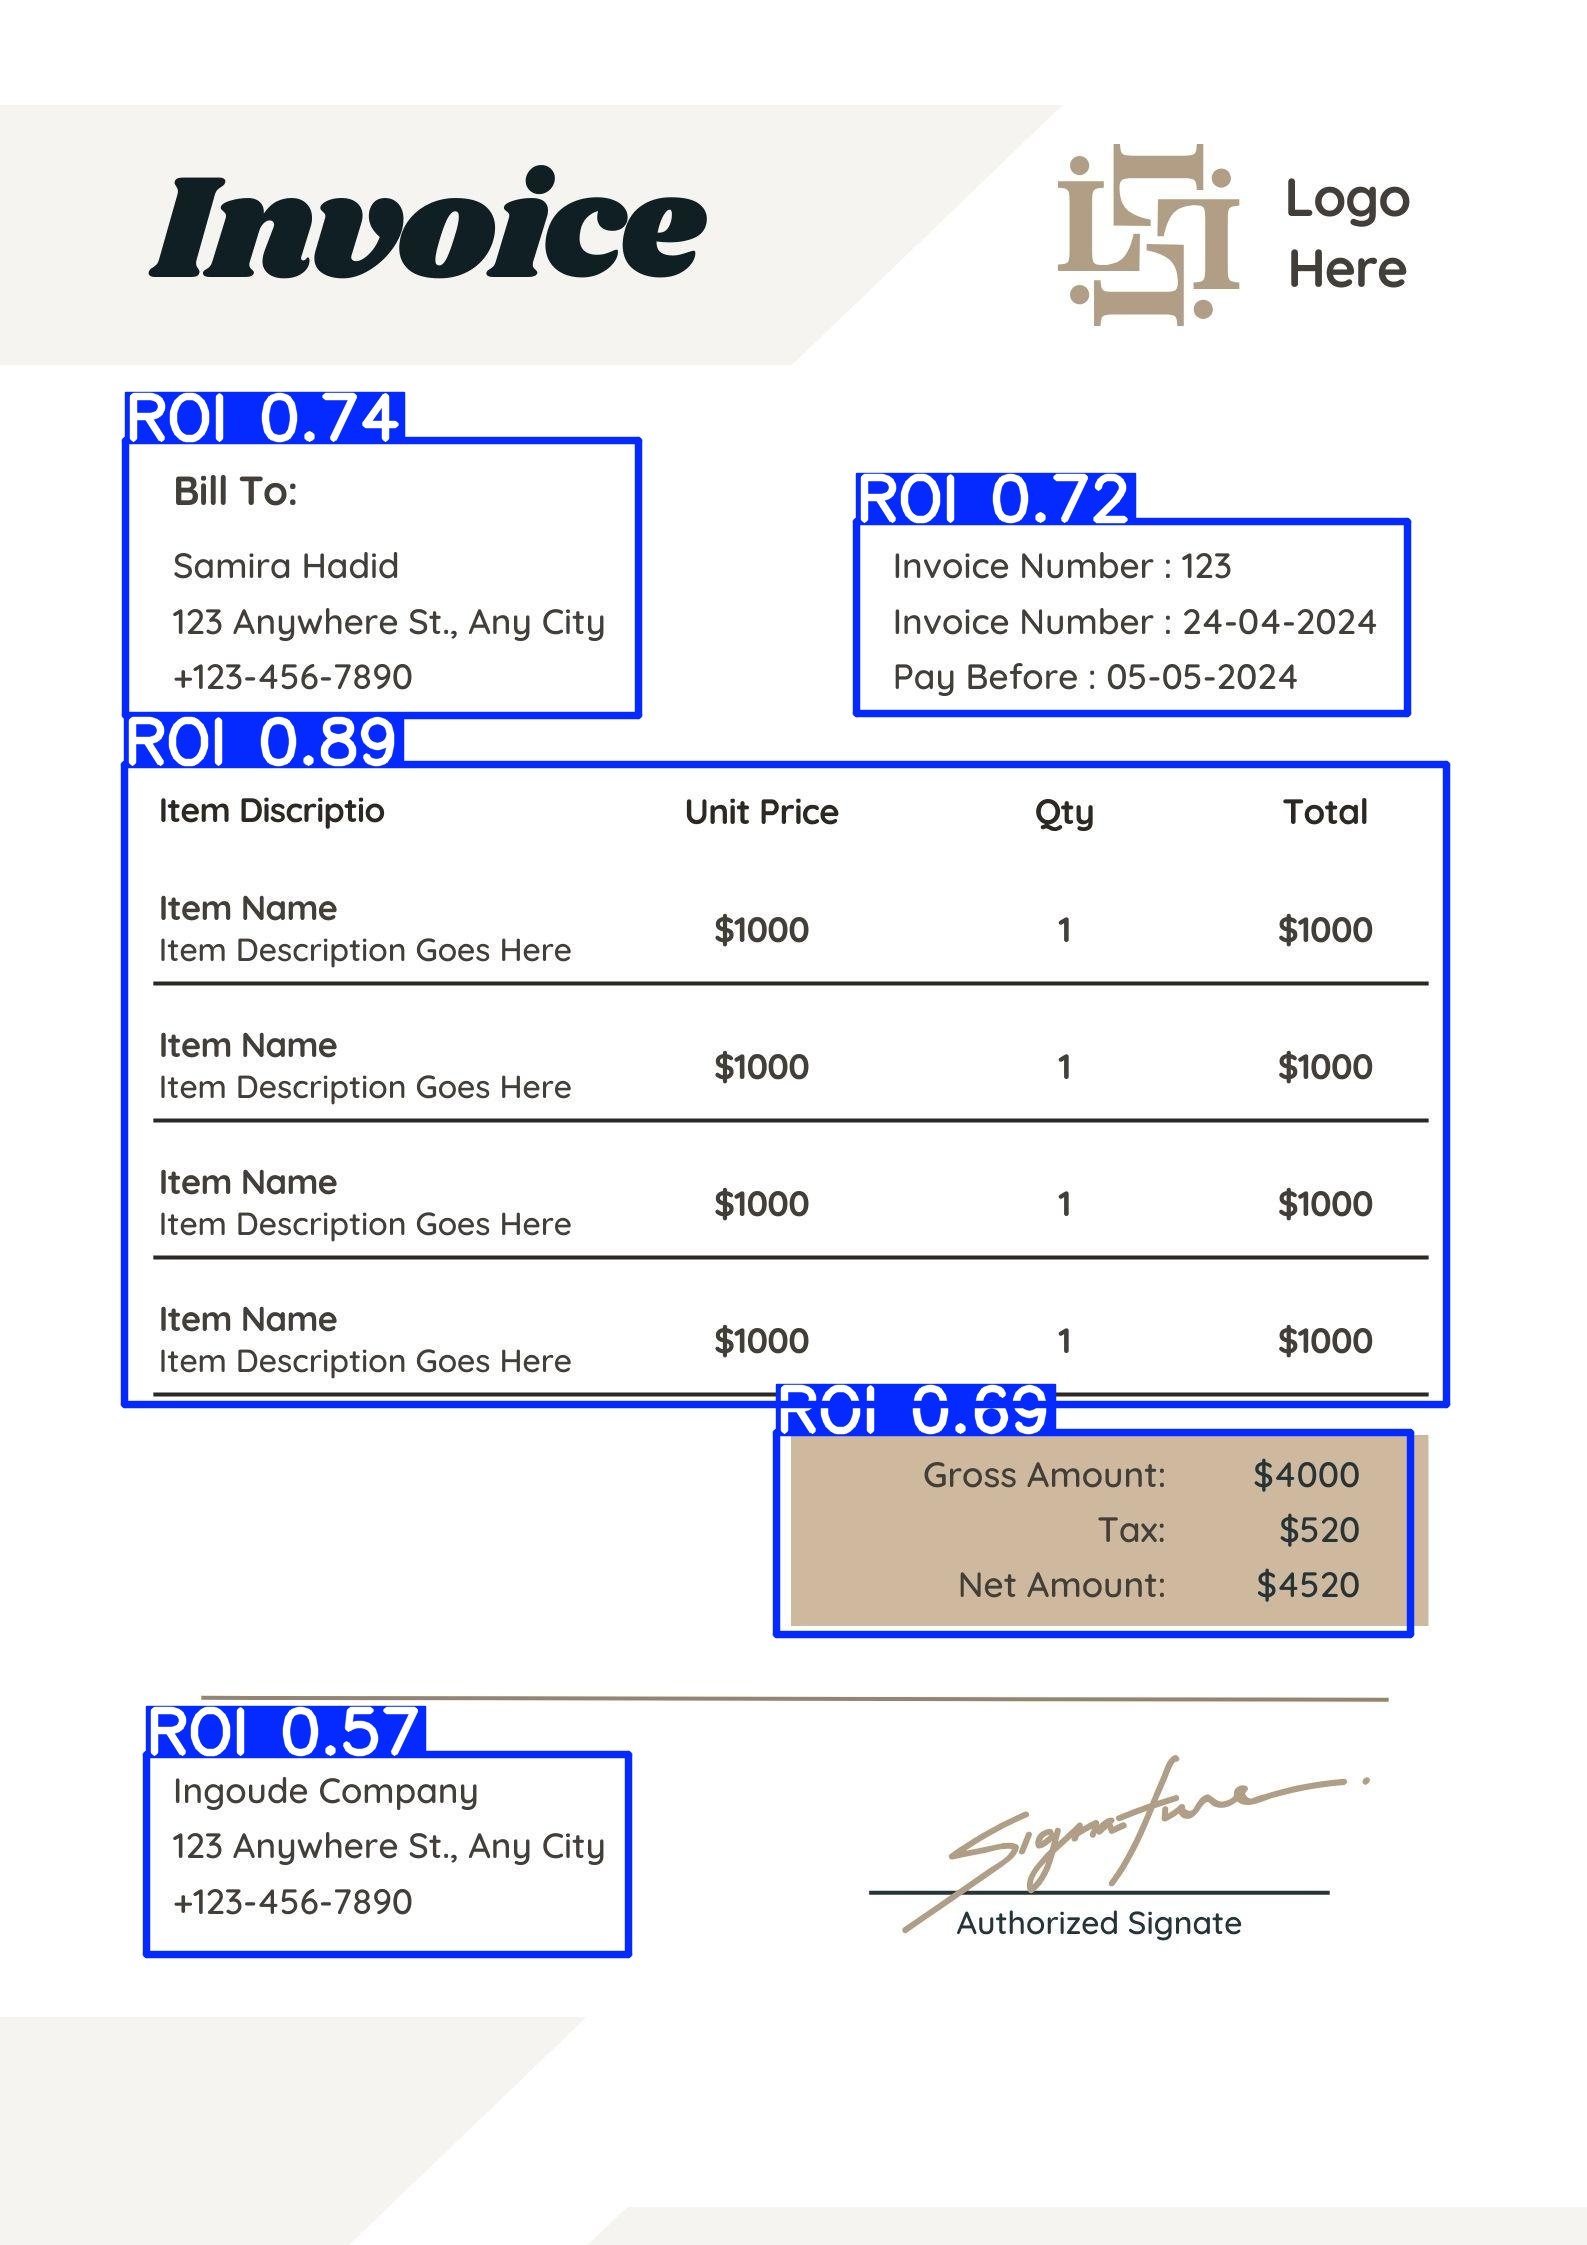 Invoice
Logo
Here
ROI 0.74
Bill To:
Samira Hadid
123 Anywhere St., Any City
+123-456-7890
ROI 0.72
Invoice Number : 123
Invoice Number : 24-04-2024
Pay Before : 05-05-2024
ROI 0.89
Item Discriptio Unit Price Qty Total
Item Name
Item Description Goes Here $1000 1 $1000
Item Name
Item Description Goes Here $1000 1 $1000
Item Name
Item Description Goes Here $1000 1 $1000
Item Name
Item Description Goes Here $1000 1 $1000
ROI 0.69
Gross Amount: $4000
Tax: $520
Net Amount: $4520
ROI 0.57
Ingoude Company
123 Anywhere St., Any City
+123-456-7890
Signature
Authorized Signate